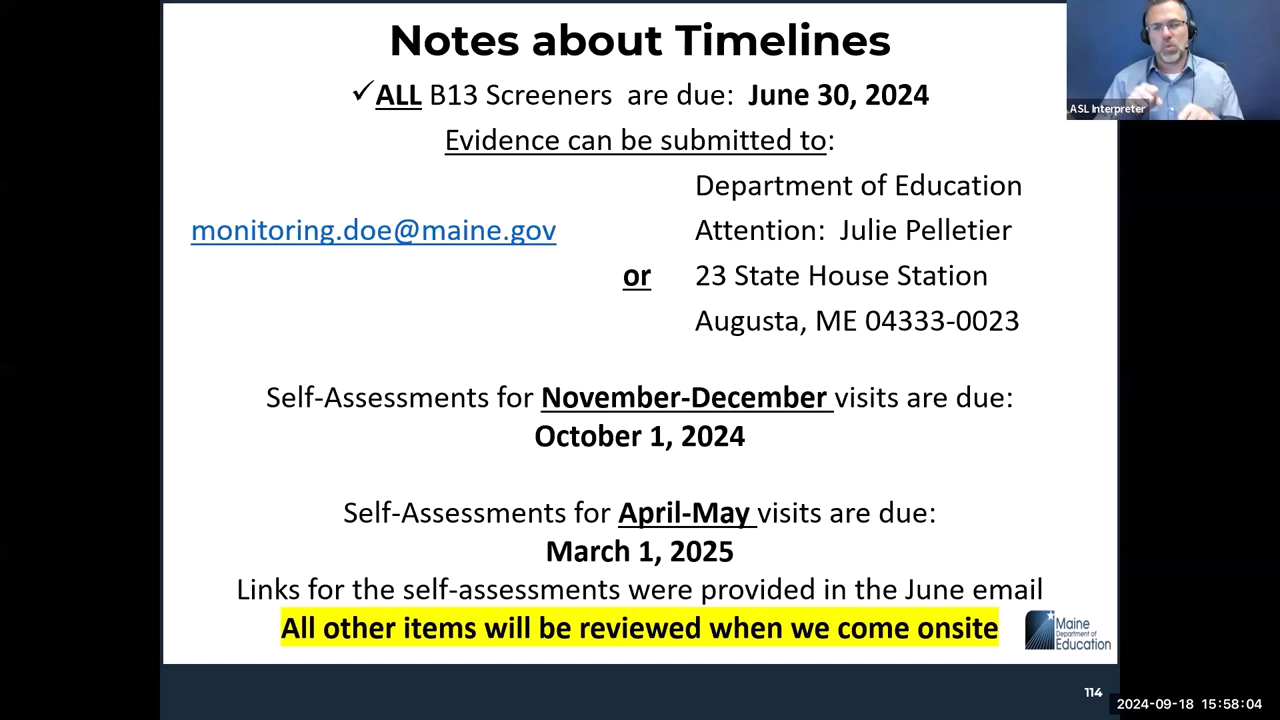 Notes about Timelines
✓ALL B13 Screeners are due: June 30, 2024
Evidence can be submitted to:
Department of Education
monitoring.doe@maine.gov
Attention: Julie Pelletier
or
23 State House Station
Augusta, ME 04333-0023
Self-Assessments for November-December visits are due:
October 1, 2024
Self-Assessments for April-May visits are due:
March 1, 2025
Links for the self-assessments were provided in the June email
All other items will be reviewed when we come onsite
Maine
Department of
Education
114
ASL Interpreter
2024-09-18 15:58:04